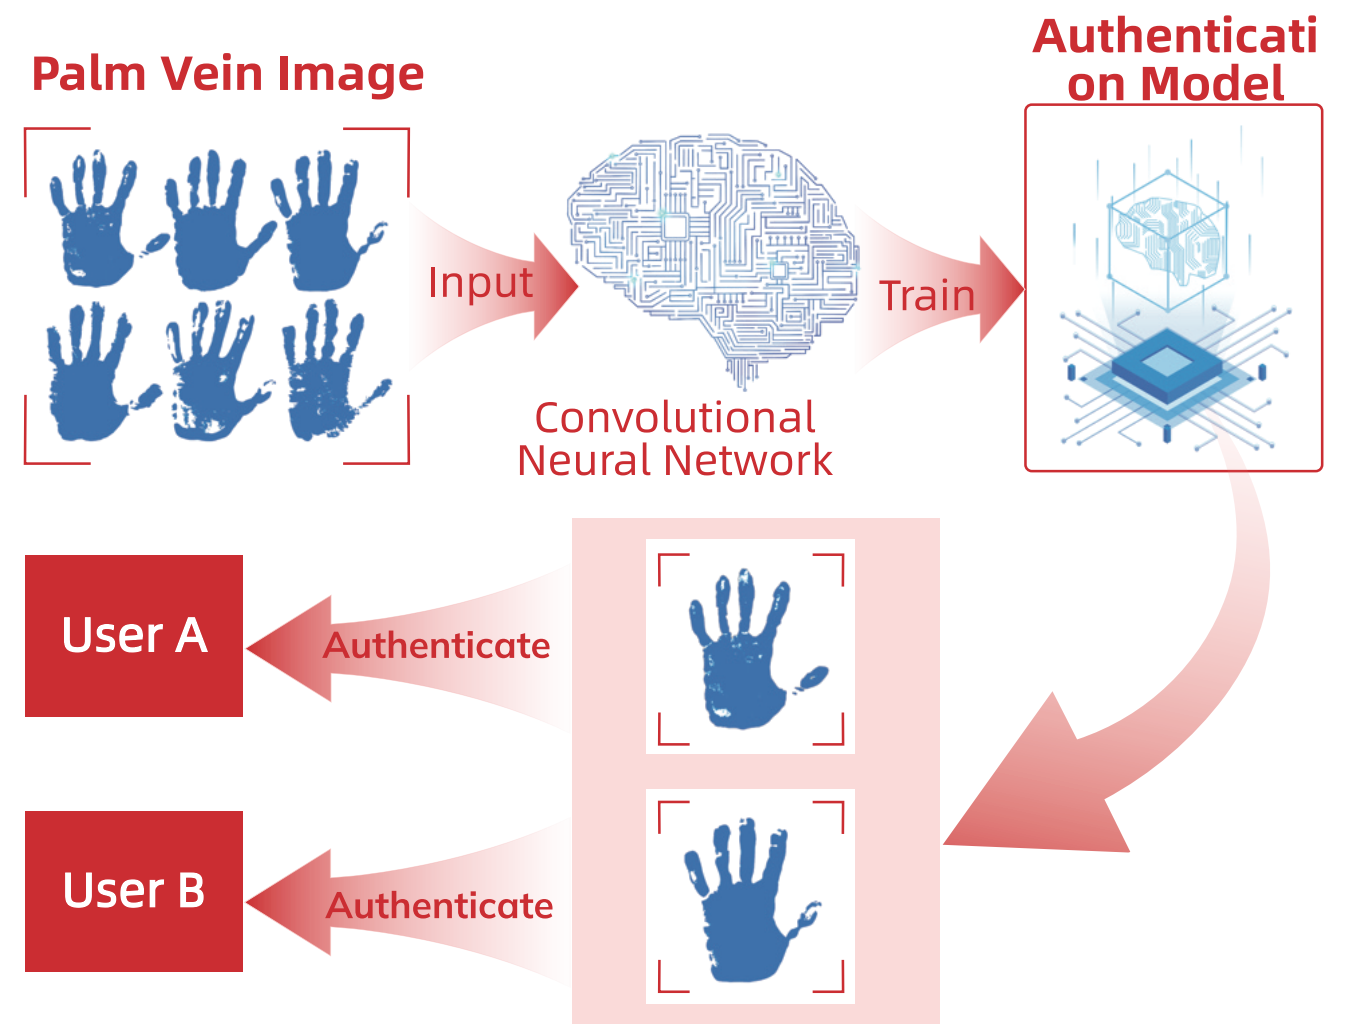 Palm Vein Image
Authenticati
on Model
Input
Train
Convolutional
Neural Network
User A
Authenticate
User B
Authenticate